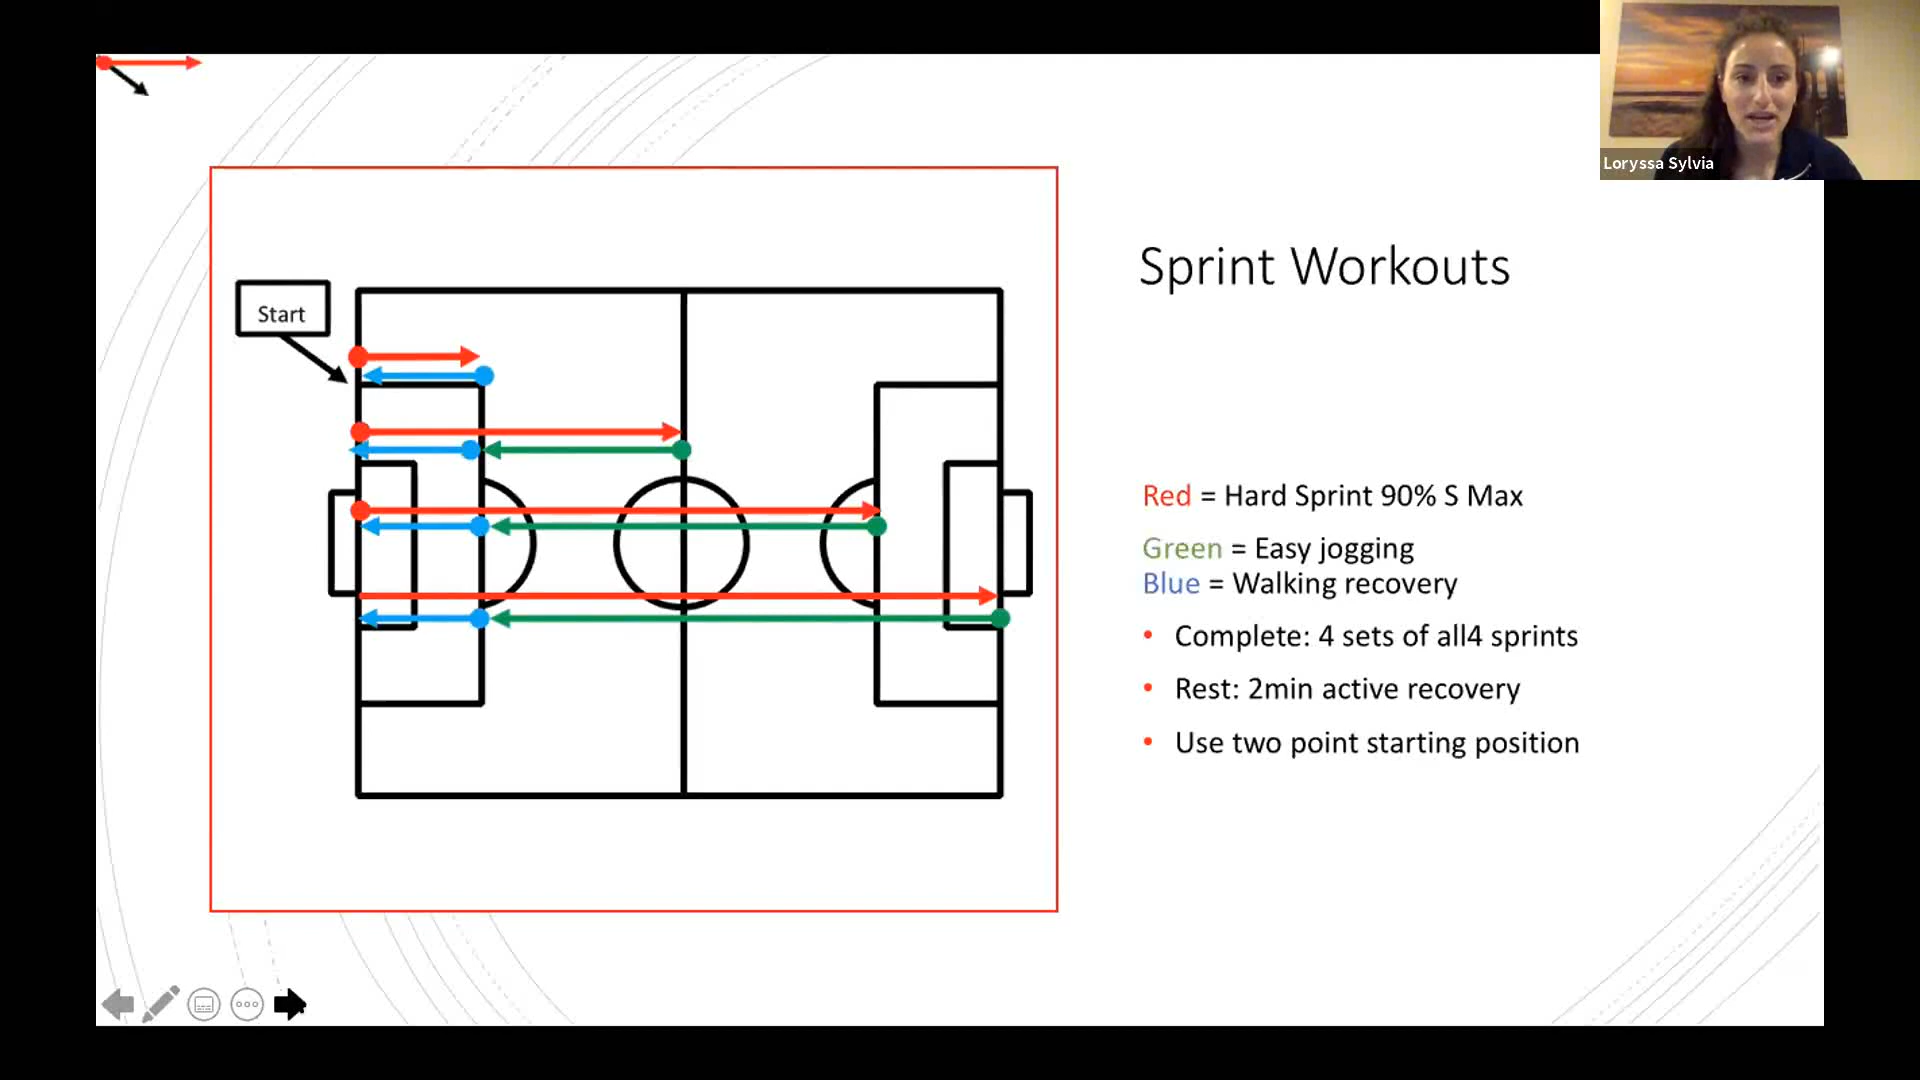 Loryssa Sylvia
Start
Sprint Workouts
Red = Hard Sprint 90% S Max
Green = Easy jogging
Blue = Walking recovery
• Complete: 4 sets of all4 sprints
• Rest: 2min active recovery
• Use two point starting position